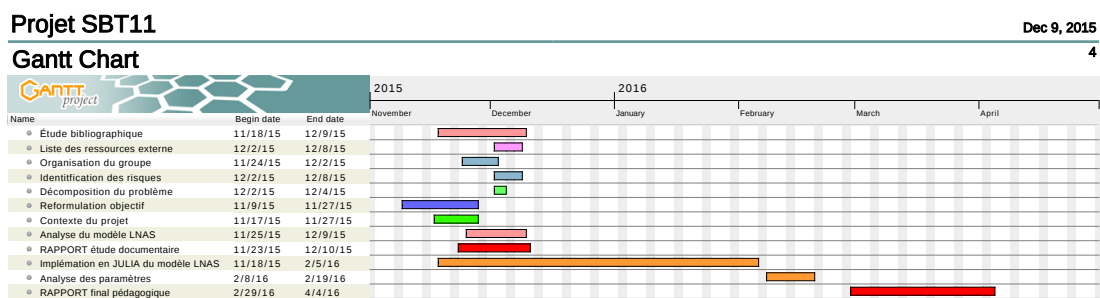 Projet SBT11
Dec 9, 2015
Gantt Chart
4
GANTT project
2015 2016
Name Begin date End date November December January February March April
Étude bibliographique 11/18/15 12/9/15
Liste des ressources externe 12/2/15 12/8/15
Organisation du groupe 11/24/15 12/2/15
Identitfication des risques 12/2/15 12/8/15
Décomposition du problème 12/2/15 12/4/15
Reformulation objectif 11/9/15 11/27/15
Contexte du projet 11/17/15 11/27/15
Analyse du modèle LNAS 11/25/15 12/9/15
RAPPORT étude documentaire 11/23/15 12/10/15
Implémation en JULIA du modèle LNAS 11/18/15 2/5/16
Analyse des paramètres 2/8/16 2/19/16
RAPPORT final pédagogique 2/29/16 4/4/16